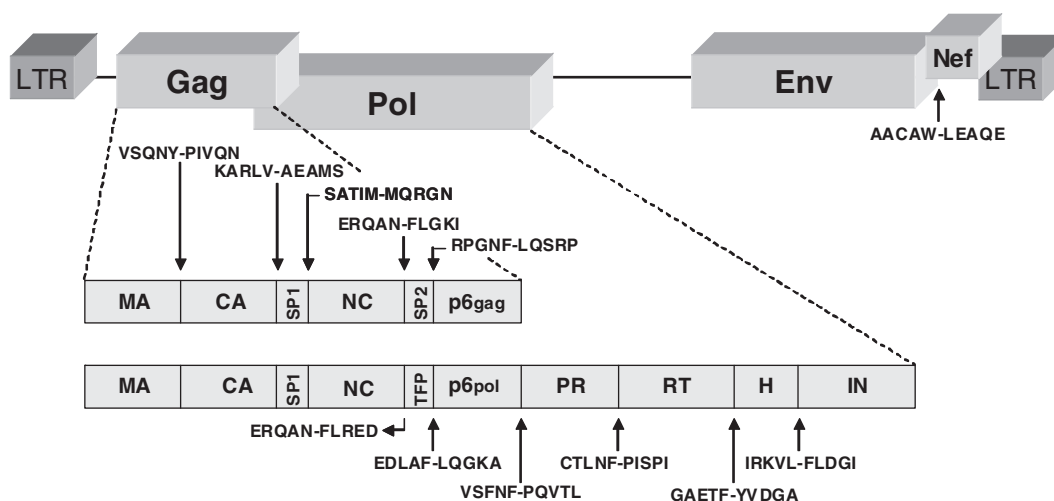 LTR Gag Pol Env Nef LTR
AACAW-LEAQE
VSQNY-PIVQN
KARLV-AEAMS
SATIM-MQRGN
ERQAN-FLGKI
RPGNF-LQSRP
MA CA SP1 NC SP2 p6gag
MA CA SP1 NC TFP p6pol PR RT H IN
ERQAN-FLRED
EDLAF-LQGKA CTLNF-PISPI IRKVL-FLDGI
VSFNF-PQVTL GAETF-YVDGA